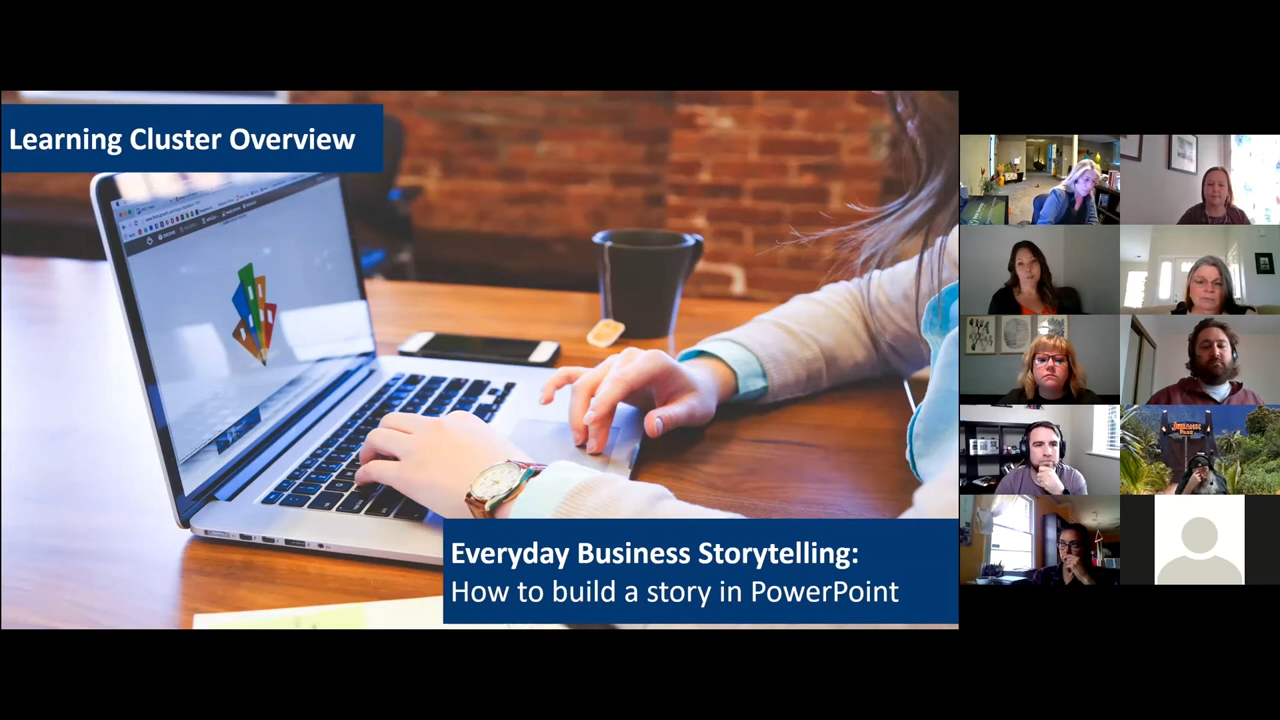 Learning Cluster Overview
Everyday Business Storytelling:
How to build a story in PowerPoint